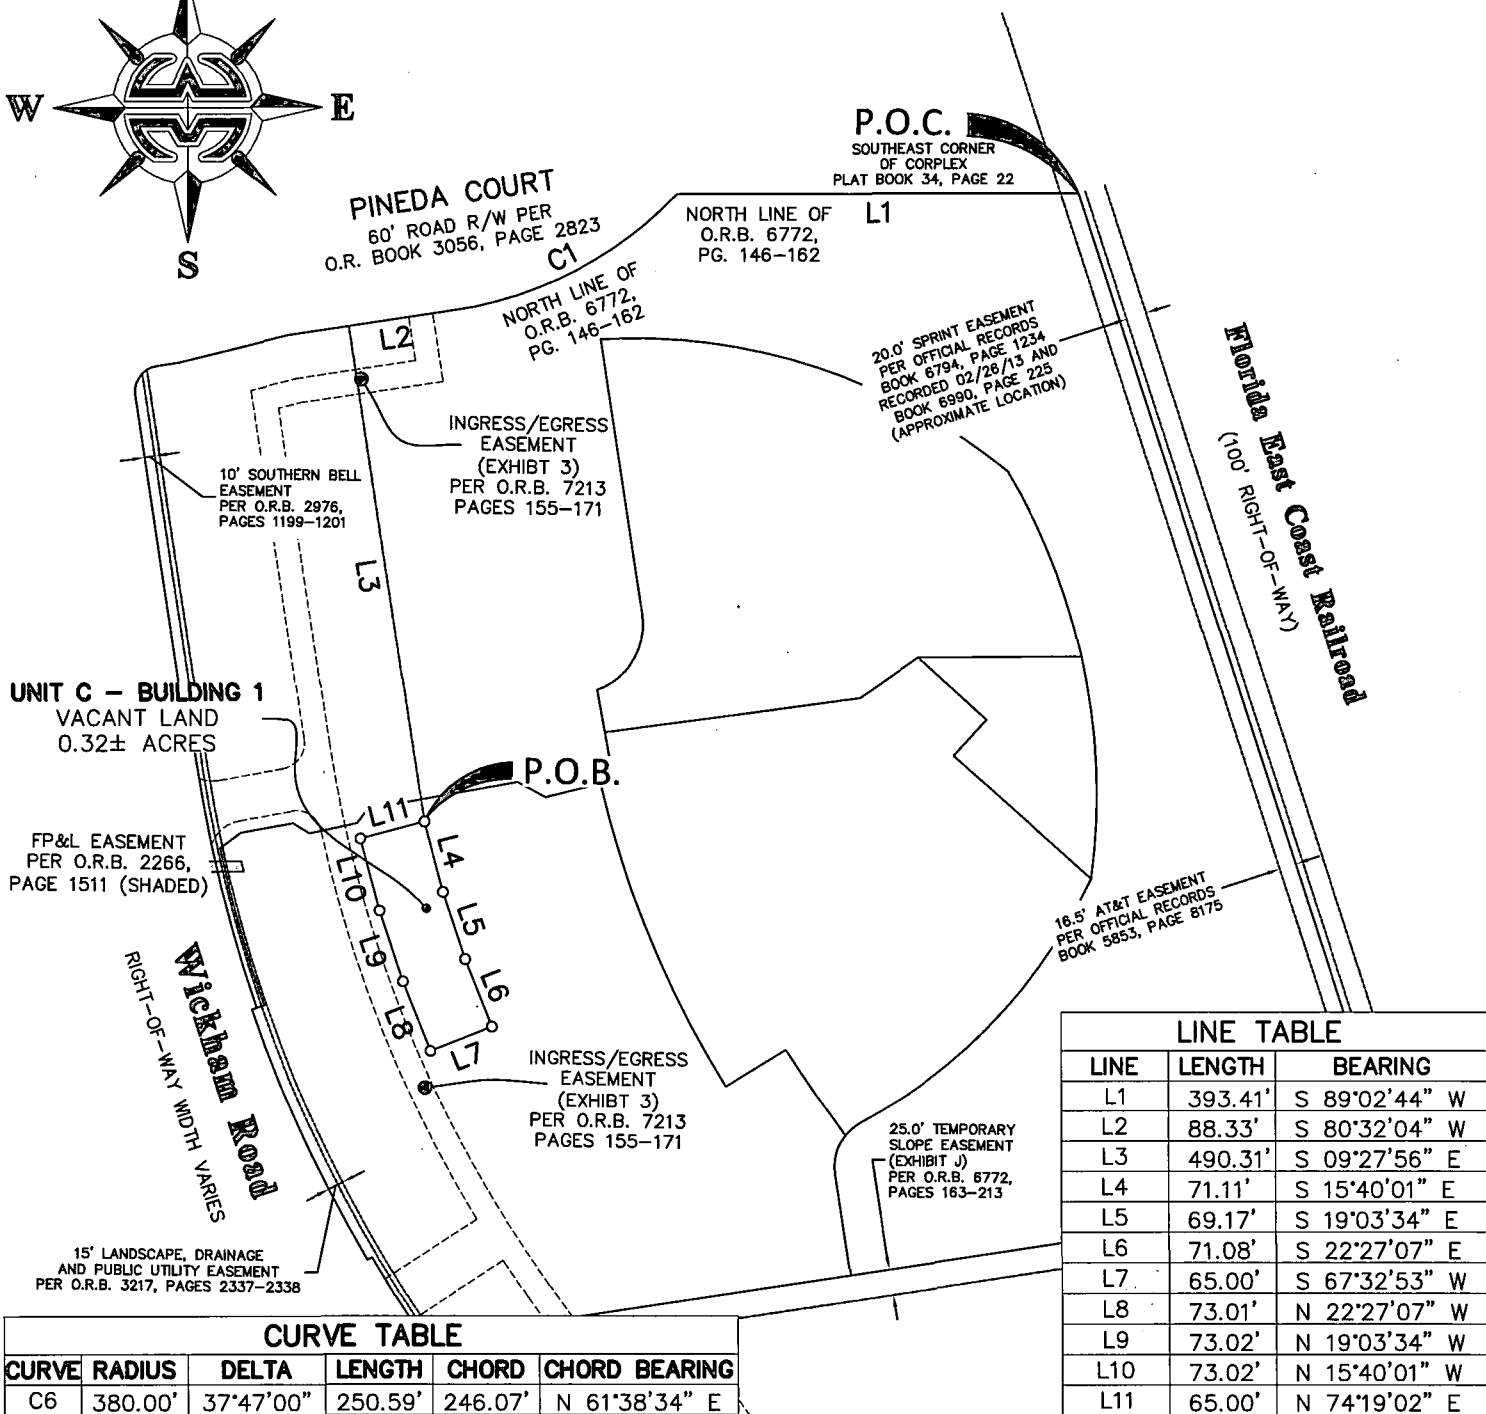 W
E
S
P.O.C.
SOUTHEAST CORNER
OF CORPLEX
PLAT BOOK 34, PAGE 22
PINEDA COURT
60' ROAD R/W PER
O.R. BOOK 3056, PAGE 2823
C1
NORTH LINE OF
O.R.B. 6772,
PG. 146-162
L1
NORTH LINE OF
O.R.B. 6772,
PG. 146-162
L2
20.0' SPRINT EASEMENT
PER OFFICIAL RECORDS
BOOK 6794, PAGE 1234
RECORDED 02/26/13 AND
BOOK 6990, PAGE 225
(APPROXIMATE LOCATION)
Florida East Coast Railroad
(100' RIGHT-OF-WAY)
INGRESS/EGRESS
EASEMENT
(EXHIBT 3)
PER O.R.B. 7213
PAGES 155-171
10' SOUTHERN BELL
EASEMENT
PER O.R.B. 2976,
PAGES 1199-1201
L3
UNIT C - BUILDING 1
VACANT LAND
0.32± ACRES
P.O.B.
L11
L4
L10
L5
L9
L6
L8
L7
FP&L EASEMENT
PER O.R.B. 2266,
PAGE 1511 (SHADED)
16.5' AT&T EASEMENT
PER OFFICIAL RECORDS
BOOK 5853, PAGE 8175
Wickham Road
RIGHT-OF-WAY WIDTH VARIES
INGRESS/EGRESS
EASEMENT
(EXHIBT 3)
PER O.R.B. 7213
PAGES 155-171
25.0' TEMPORARY
SLOPE EASEMENT
(EXHIBIT J)
PER O.R.B. 6772,
PAGES 163-213
15' LANDSCAPE, DRAINAGE
AND PUBLIC UTILITY EASEMENT
PER O.R.B. 3217, PAGES 2337-2338
LINE TABLE
LINE LENGTH BEARING
L1 393.41' S 89°02'44" W
L2 88.33' S 80°32'04" W
L3 490.31' S 09°27'56" E
L4 71.11' S 15°40'01" E
L5 69.17' S 19°03'34" E
L6 71.08' S 22°27'07" E
L7 65.00' S 67°32'53" W
L8 73.01' N 22°27'07" W
L9 73.02' N 19°03'34" W
L10 73.02' N 15°40'01" W
L11 65.00' N 74°19'02" E
CURVE TABLE
CURVE RADIUS DELTA LENGTH CHORD CHORD BEARING
C6 380.00' 37°47'00" 250.59' 246.07' N 61°38'34" E